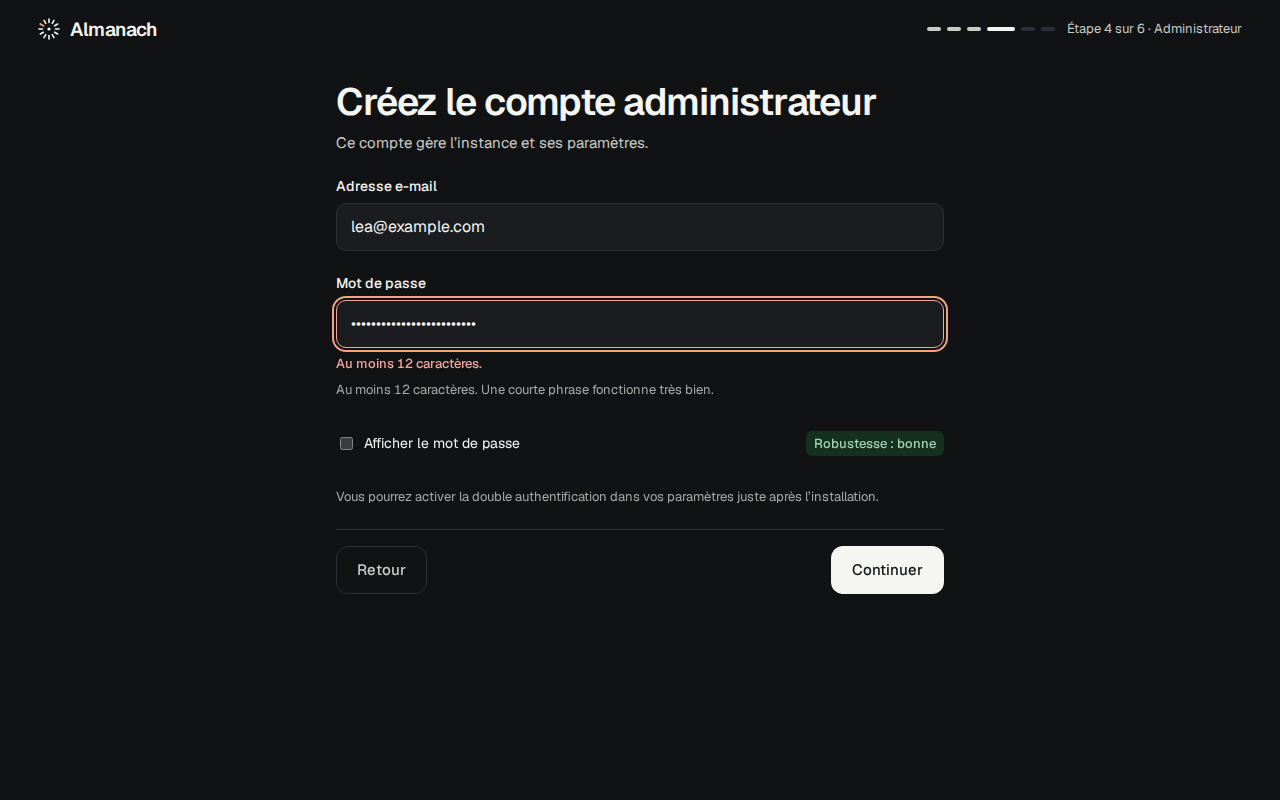 Almanach
Étape 4 sur 6 · Administrateur
Créez le compte administrateur
Ce compte gère l’instance et ses paramètres.
Adresse e-mail
lea@example.com
Mot de passe
•••••••••••••••••••••••••
Au moins 12 caractères.
Au moins 12 caractères. Une courte phrase fonctionne très bien.
Afficher le mot de passe
Robustesse : bonne
Vous pourrez activer la double authentification dans vos paramètres juste après l’installation.
Retour
Continuer